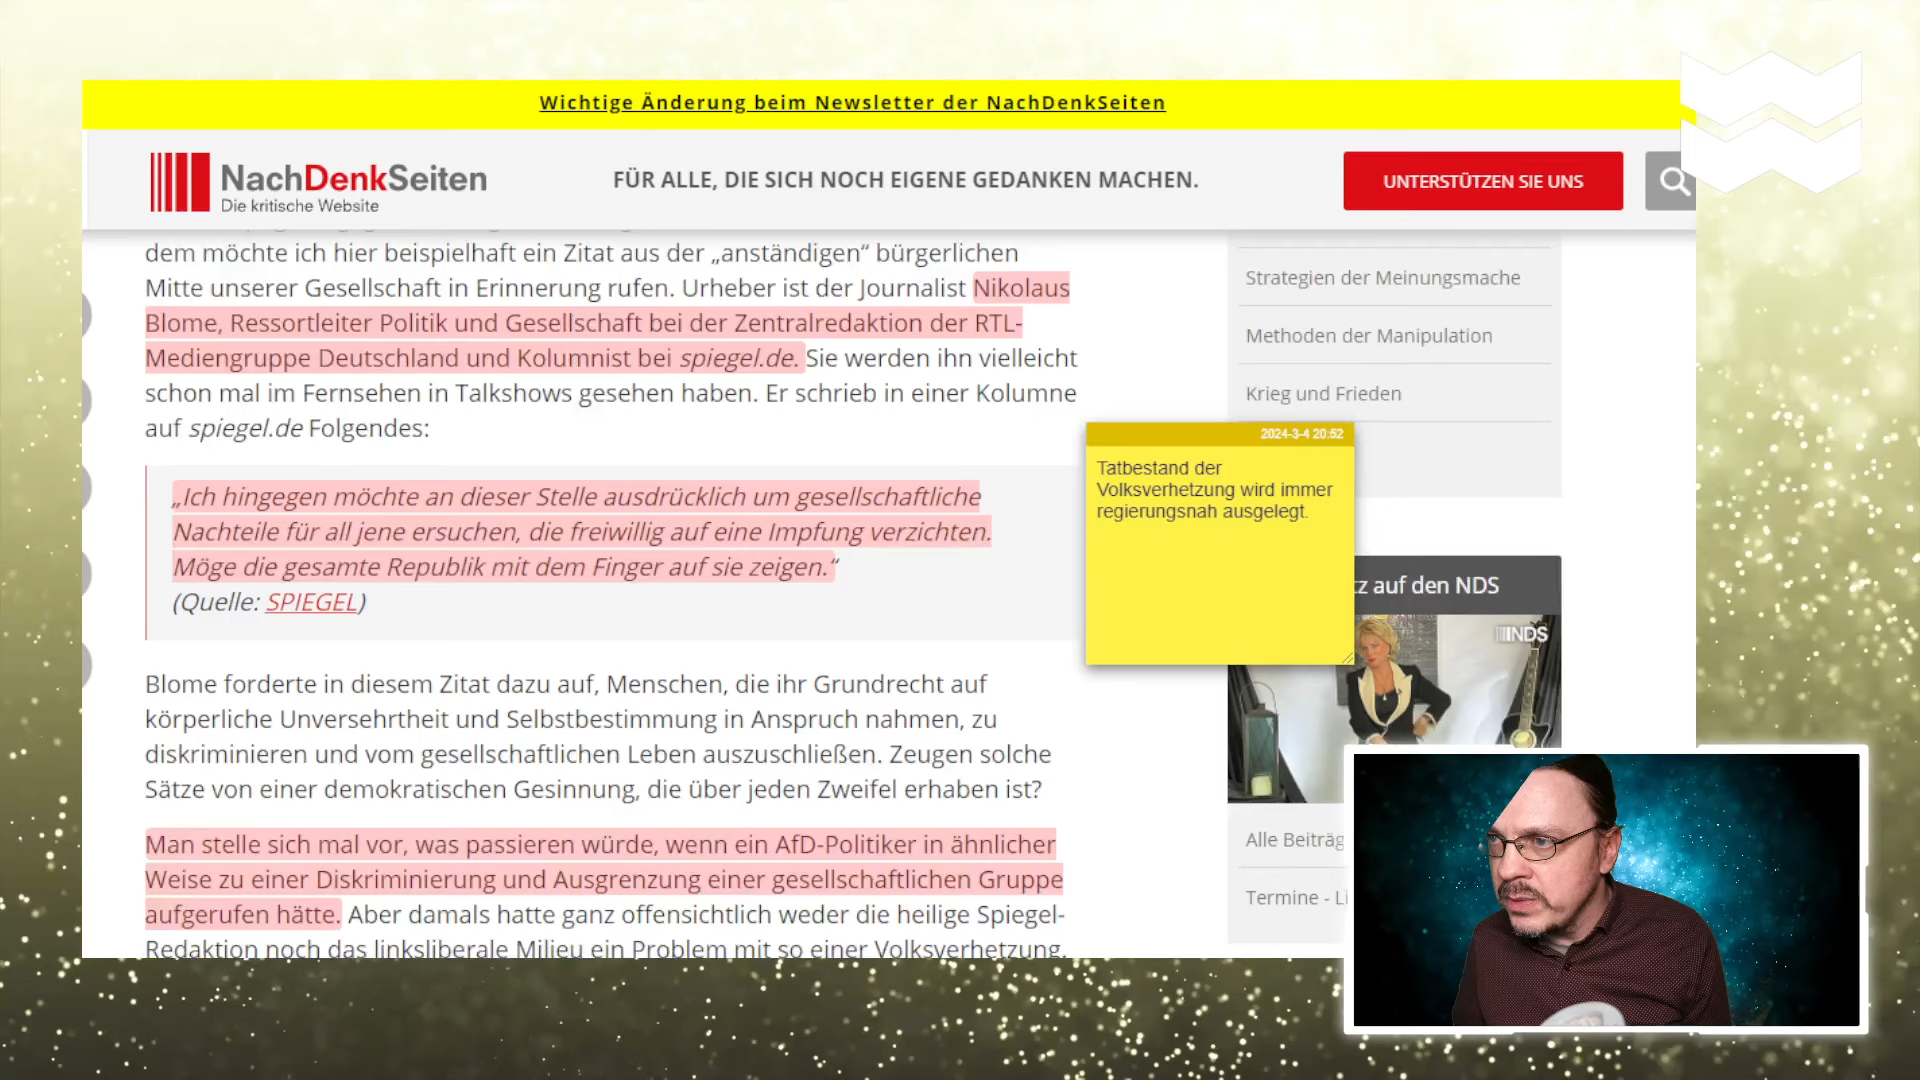 Wichtige Änderung beim Newsletter der NachDenkSeiten
NachDenkSeiten
Die kritische Website
FÜR ALLE, DIE SICH NOCH EIGENE GEDANKEN MACHEN.
UNTERSTÜTZEN SIE UNS
dem möchte ich hier beispielhaft ein Zitat aus der „anständigen“ bürgerlichen
Mitte unserer Gesellschaft in Erinnerung rufen. Urheber ist der Journalist Nikolaus
Blome, Ressortleiter Politik und Gesellschaft bei der Zentralredaktion der RTL-
Mediengruppe Deutschland und Kolumnist bei spiegel.de. Sie werden ihn vielleicht
schon mal im Fernsehen in Talkshows gesehen haben. Er schrieb in einer Kolumne
auf spiegel.de Folgendes:
„Ich hingegen möchte an dieser Stelle ausdrücklich um gesellschaftliche
Nachteile für all jene ersuchen, die freiwillig auf eine Impfung verzichten.
Möge die gesamte Republik mit dem Finger auf sie zeigen.“
(Quelle: SPIEGEL)
Blome forderte in diesem Zitat dazu auf, Menschen, die ihr Grundrecht auf
körperliche Unversehrtheit und Selbstbestimmung in Anspruch nahmen, zu
diskriminieren und vom gesellschaftlichen Leben auszuschließen. Zeugen solche
Sätze von einer demokratischen Gesinnung, die über jeden Zweifel erhaben ist?
Man stelle sich mal vor, was passieren würde, wenn ein AfD-Politiker in ähnlicher
Weise zu einer Diskriminierung und Ausgrenzung einer gesellschaftlichen Gruppe
aufgerufen hätte. Aber damals hatte ganz offensichtlich weder die heilige Spiegel-
Redaktion noch das linksliberale Milieu ein Problem mit so einer Volksverhetzung.
Strategien der Meinungsmache
Methoden der Manipulation
Krieg und Frieden
2024-3-4 20:52
Tatbestand der
Volksverhetzung wird immer
regierungsnah ausgelegt.
tz auf den NDS
NDS
Alle Beiträg
Termine - Li